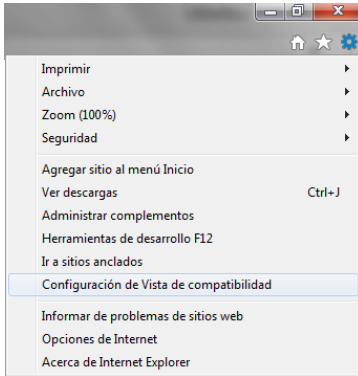 Imprimir
Archivo
Zoom (100%)
Seguridad
Agregar sitio al menú Inicio
Ver descargas Ctrl+J
Administrar complementos
Herramientas de desarrollo F12
Ir a sitios anclados
Configuración de Vista de compatibilidad
Informar de problemas de sitios web
Opciones de Internet
Acerca de Internet Explorer